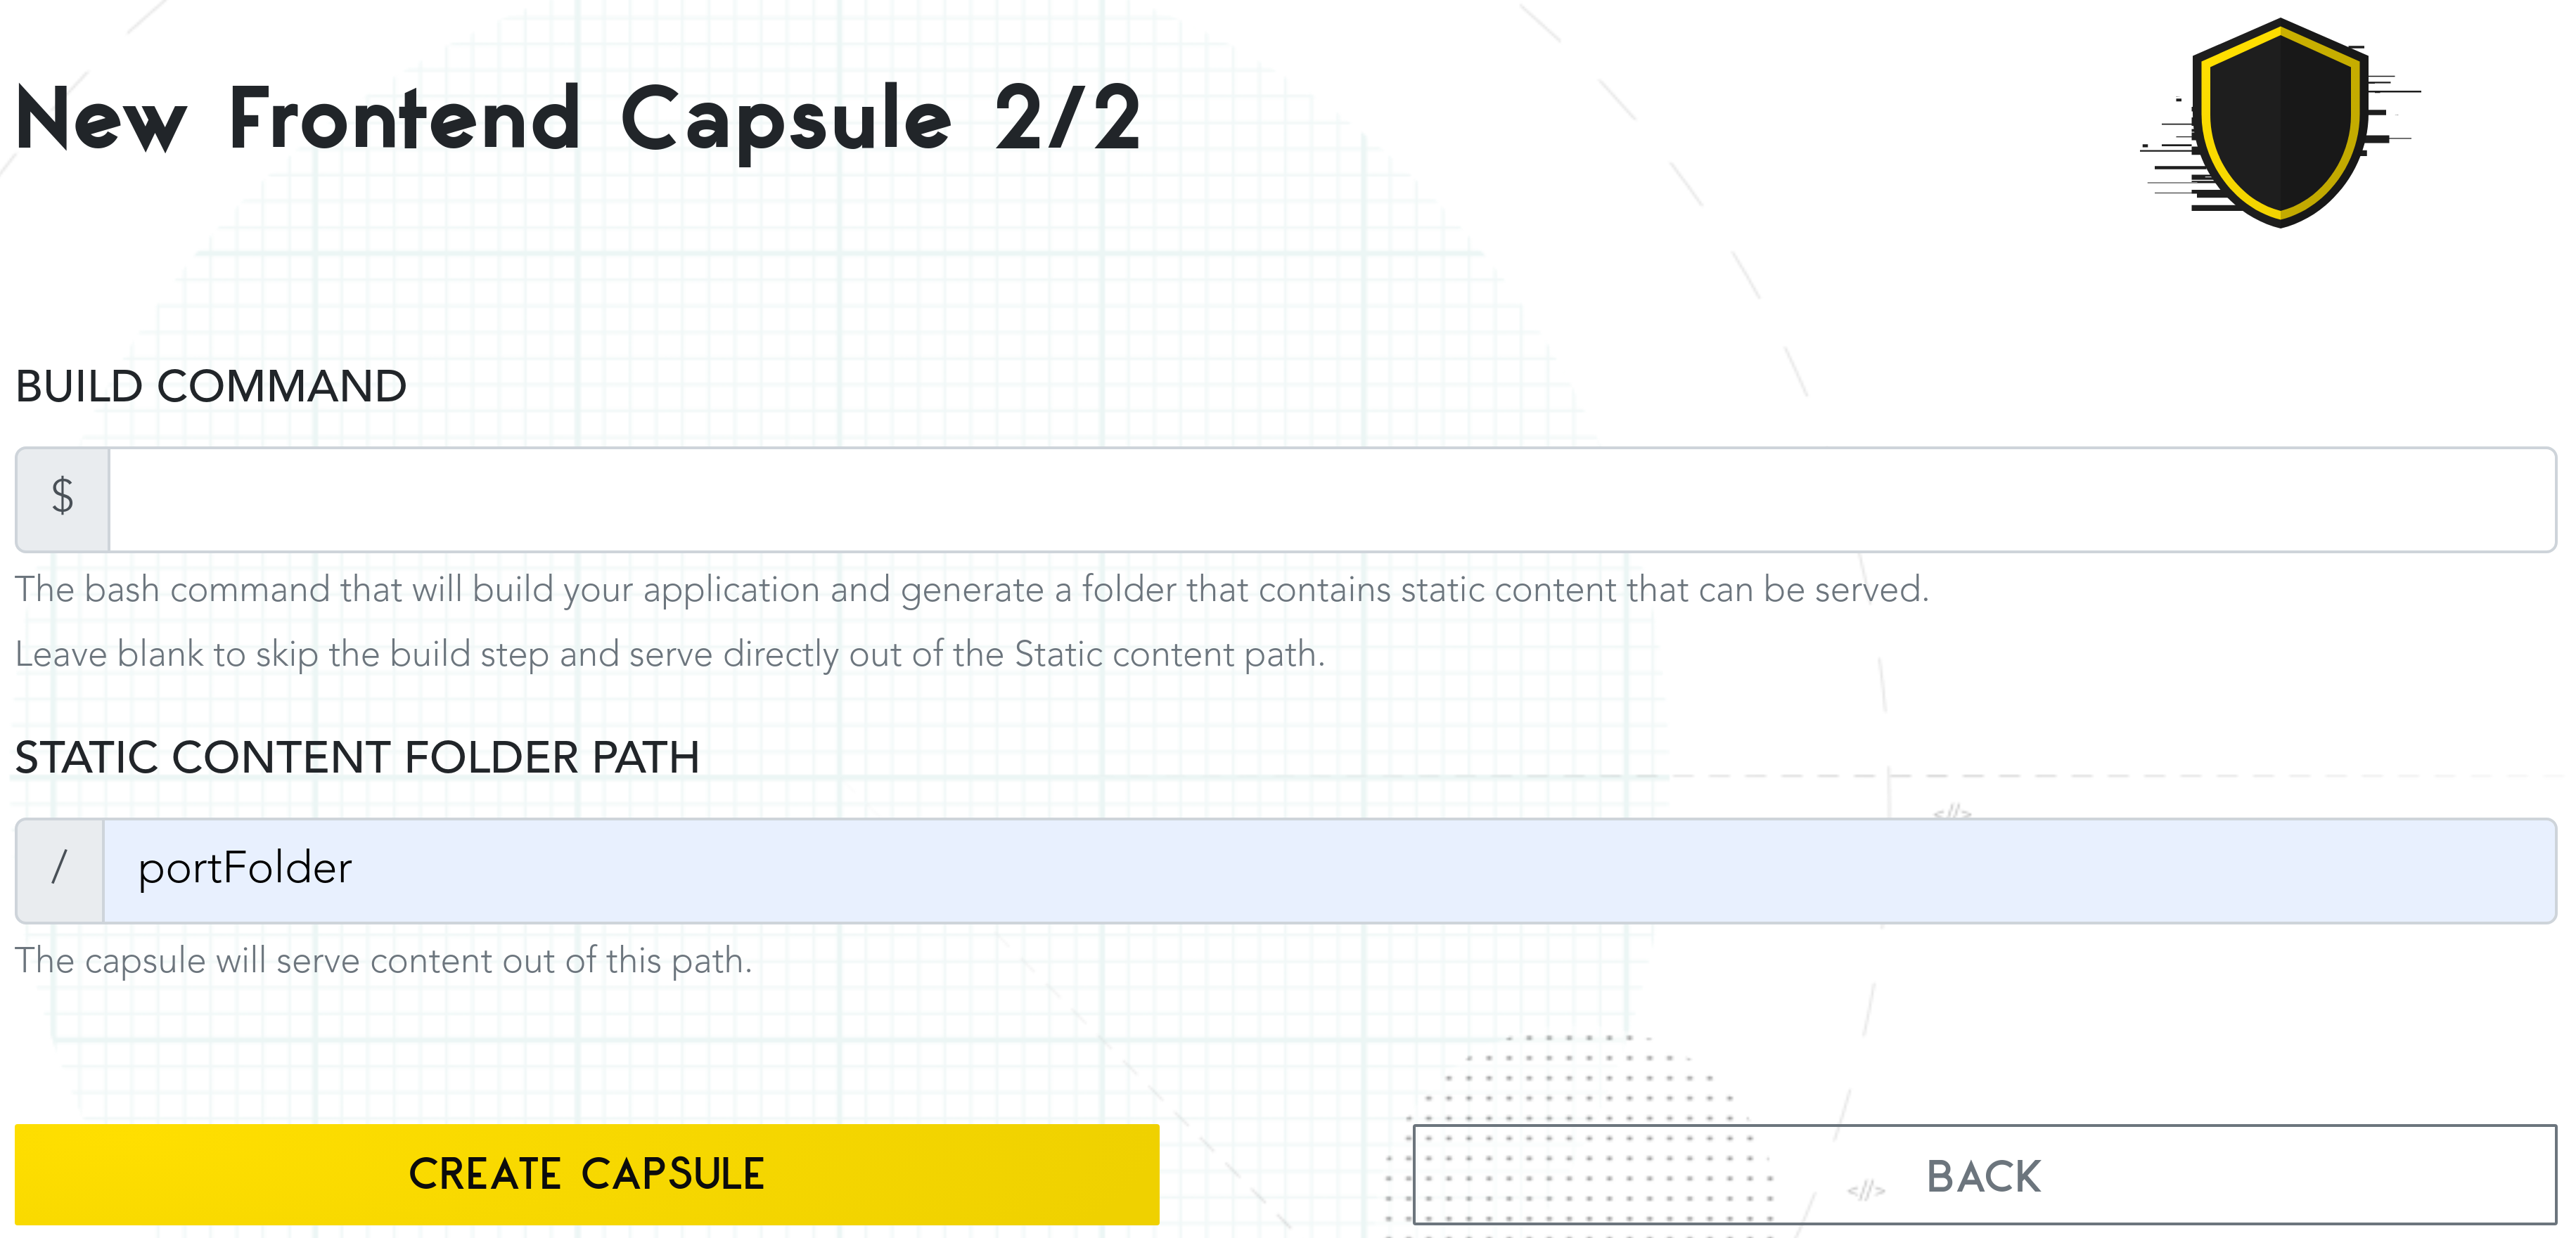 New Frontend Capsule 2/2
BUILD COMMAND
$
The bash command that will build your application and generate a folder that contains static content that can be served.
Leave blank to skip the build step and serve directly out of the Static content path.
STATIC CONTENT FOLDER PATH
</>
/ portFolder
The capsule will serve content out of this path.
CREATE CAPSULE
</> BACK